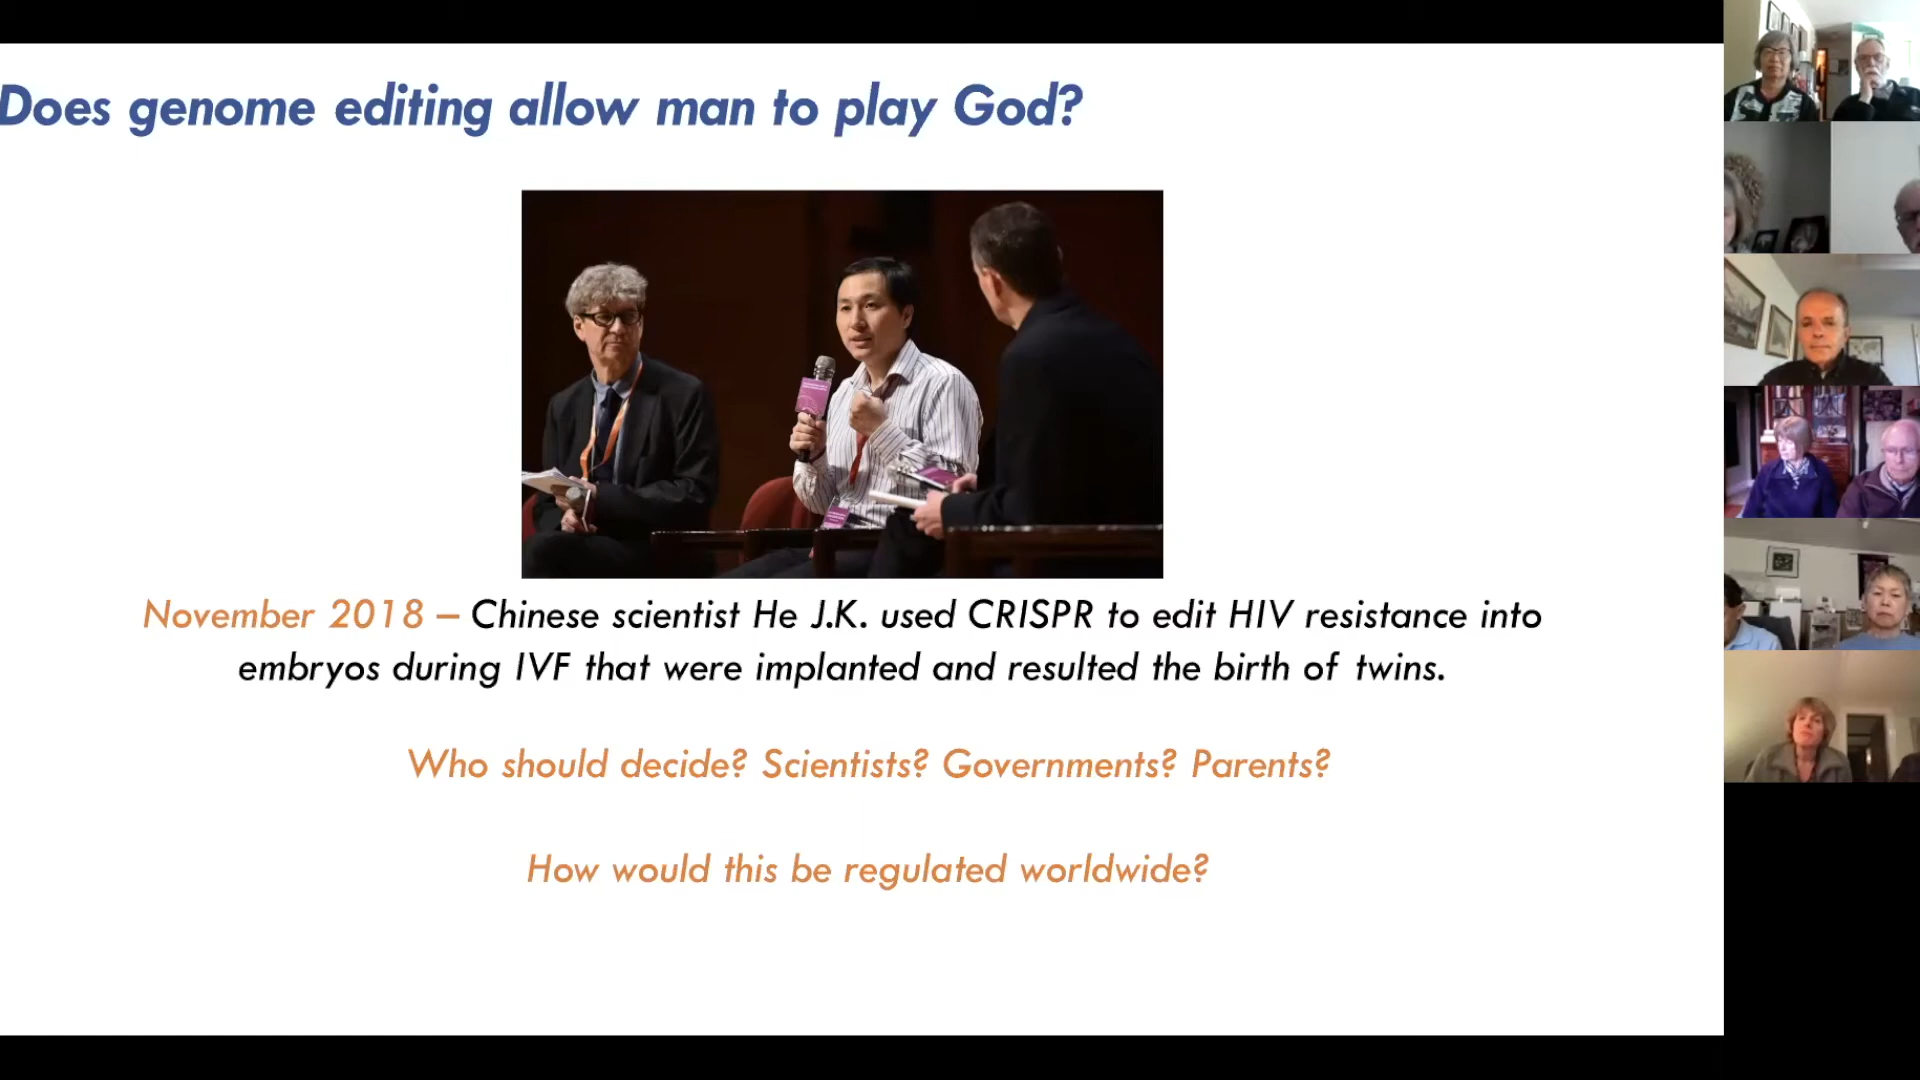 Does genome editing allow man to play God?
November 2018 – Chinese scientist He J.K. used CRISPR to edit HIV resistance into
embryos during IVF that were implanted and resulted the birth of twins.
Who should decide? Scientists? Governments? Parents?
How would this be regulated worldwide?